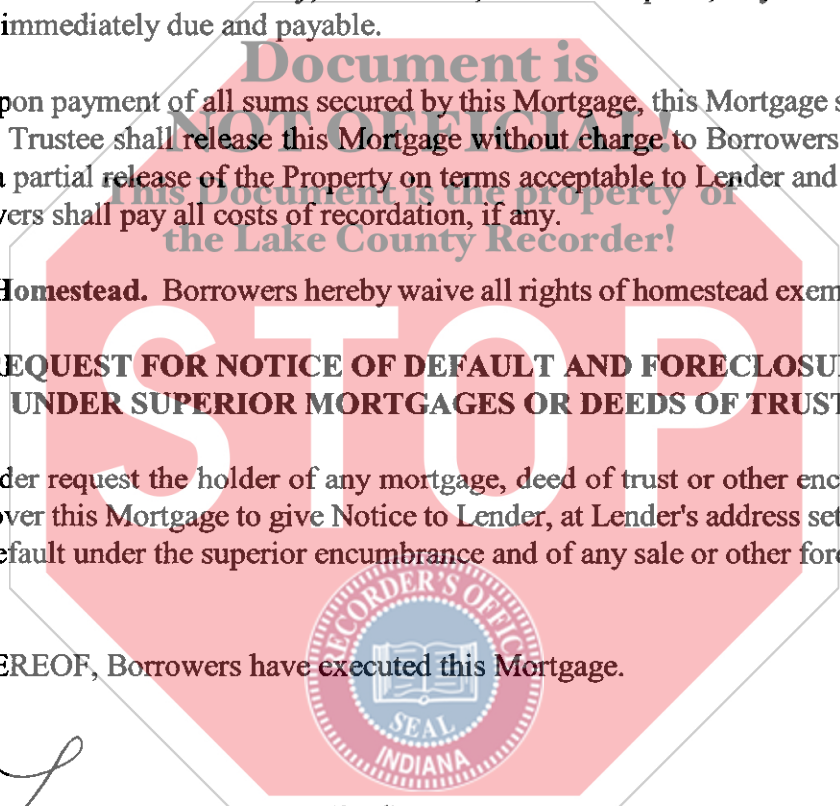 immediately due and payable.
Document is
pon payment of all sums secured by this Mortgage, this Mortgage s
NOT OFFICIAL!
Trustee shall release this Mortgage without charge to Borrowers
partial release of the Property on terms acceptable to Lender and
This Document is the property of
vers shall pay all costs of recordation, if any.
the Lake County Recorder!
Homestead. Borrowers hereby waive all rights of homestead exem
STOP
REQUEST FOR NOTICE OF DEFAULT AND FORECLOSU
UNDER SUPERIOR MORTGAGES OR DEEDS OF TRUST
der request the holder of any mortgage, deed of trust or other enc
over this Mortgage to give Notice to Lender, at Lender's address set
efault under the superior encumbrance and of any sale or other fore
RECORDER'S OFFICE
SEAL
INDIANA
EREOF, Borrowers have executed this Mortgage.